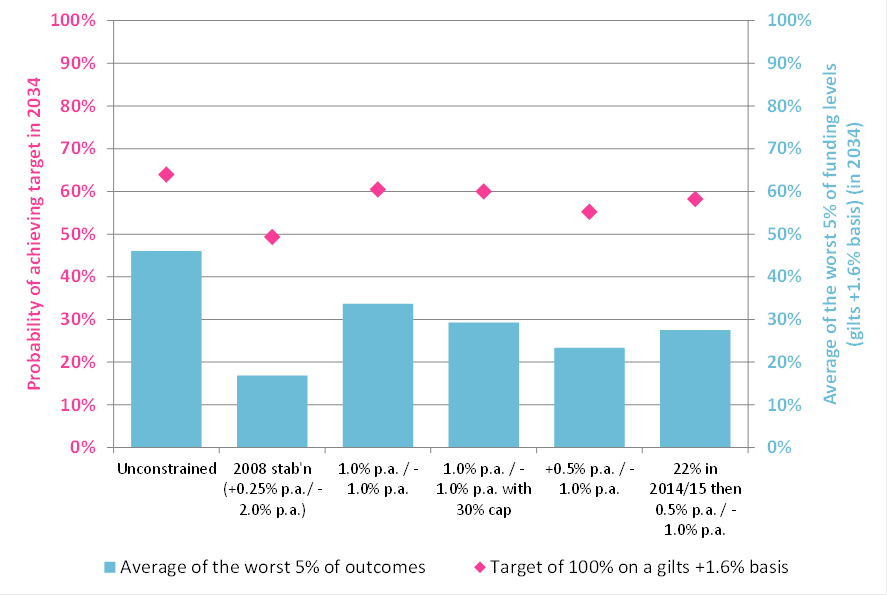 Probability of achieving target in 2034
100%
90%
80%
70%
60%
50%
40%
30%
20%
10%
0%
100%
90%
80%
70%
60%
50%
40%
30%
20%
10%
0%
Average of the worst 5% of funding levels
(gilts +1.6% basis) (in 2034)
Unconstrained
2008 stab'n
(+0.25% p.a./ -
2.0% p.a.)
1.0% p.a. / -
1.0% p.a.
1.0% p.a. / -
1.0% p.a. with
30% cap
+0.5% p.a. / -
1.0% p.a.
22% in
2014/15 then
0.5% p.a. / -
1.0% p.a.
Average of the worst 5% of outcomes
Target of 100% on a gilts +1.6% basis